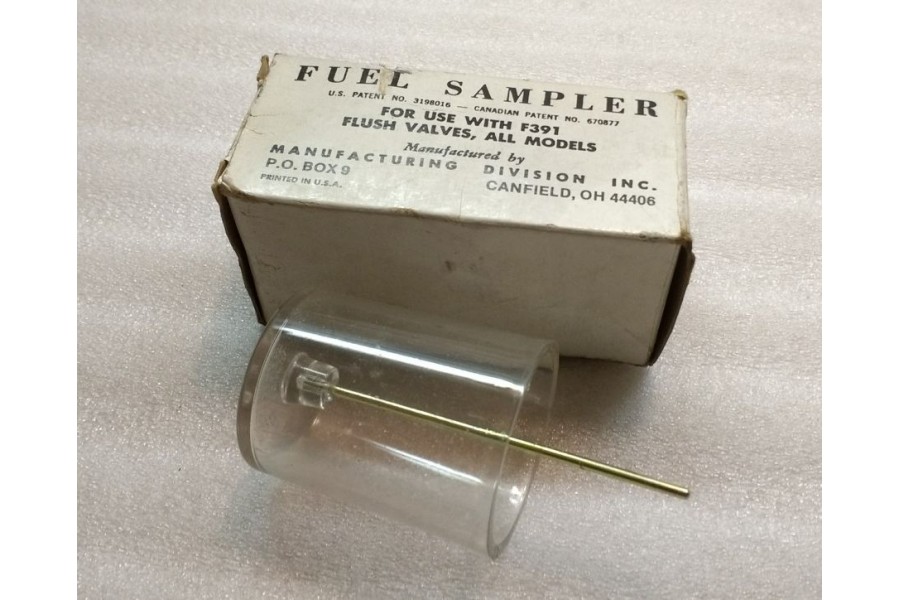 FUEL SAMPLER
U.S. PATENT NO. 3198016 — CANADIAN PATENT NO. 670877
FOR USE WITH F391
FLUSH VALVES, ALL MODELS
Manufactured by
MANUFACTURING DIVISION INC.
P.O. BOX 9 CANFIELD, OH 44406
PRINTED IN U.S.A.